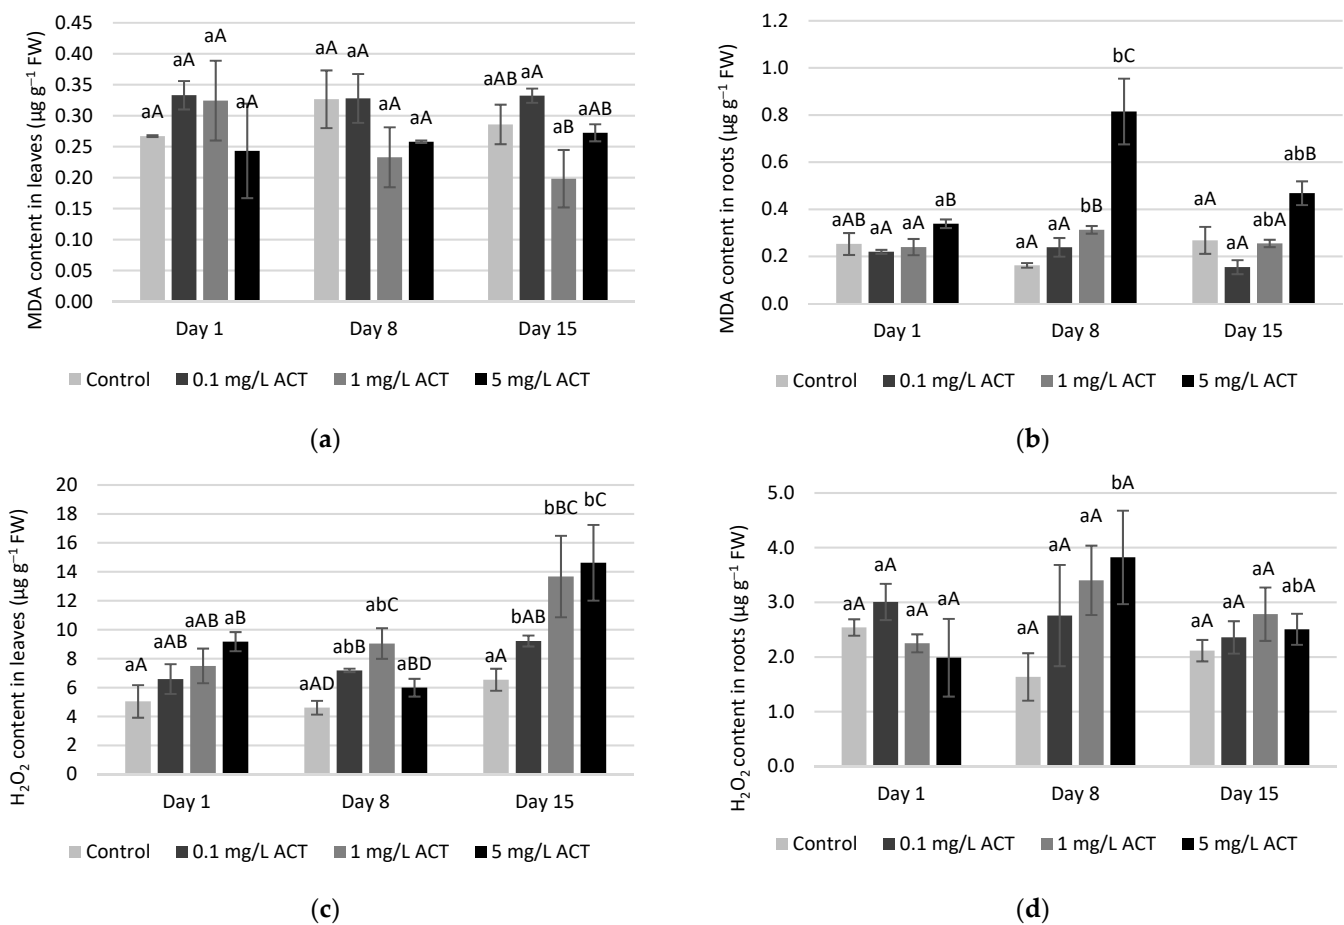 MDA content in leaves (µg g⁻¹ FW)
0.45
0.40
0.35
0.30
0.25
0.20
0.15
0.10
0.05
0.00
aA aA aA aA
aA aA aA aA
aAB aA aB aAB
Day 1 Day 8 Day 15
Control 0.1 mg/L ACT 1 mg/L ACT 5 mg/L ACT
(a)
MDA content in roots (µg g⁻¹ FW)
1.2
1.0
0.8
0.6
0.4
0.2
0.0
aAB aA aA aB
aA aA bB bC
aA aA abA abB
Day 1 Day 8 Day 15
Control 0.1 mg/L ACT 1 mg/L ACT 5 mg/L ACT
(b)
H₂O₂ content in leaves (µg g⁻¹ FW)
20
18
16
14
12
10
8
6
4
2
0
aA aAB aAB aB
aAD abB abC aBD
aA bAB bBC bC
Day 1 Day 8 Day 15
Control 0.1 mg/L ACT 1 mg/L ACT 5 mg/L ACT
(c)
H₂O₂ content in roots (µg g⁻¹ FW)
5.0
4.0
3.0
2.0
1.0
0.0
aA aA aA aA
aA aA aA bA
aA aA aA abA
Day 1 Day 8 Day 15
Control 0.1 mg/L ACT 1 mg/L ACT 5 mg/L ACT
(d)